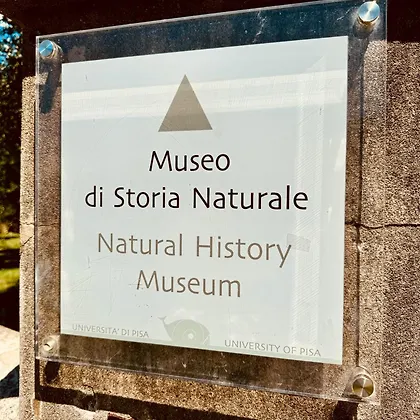 Museo
di Storia Naturale
Natural History
Museum
UNIVERSITA' DI PISA
UNIVERSITY OF PISA